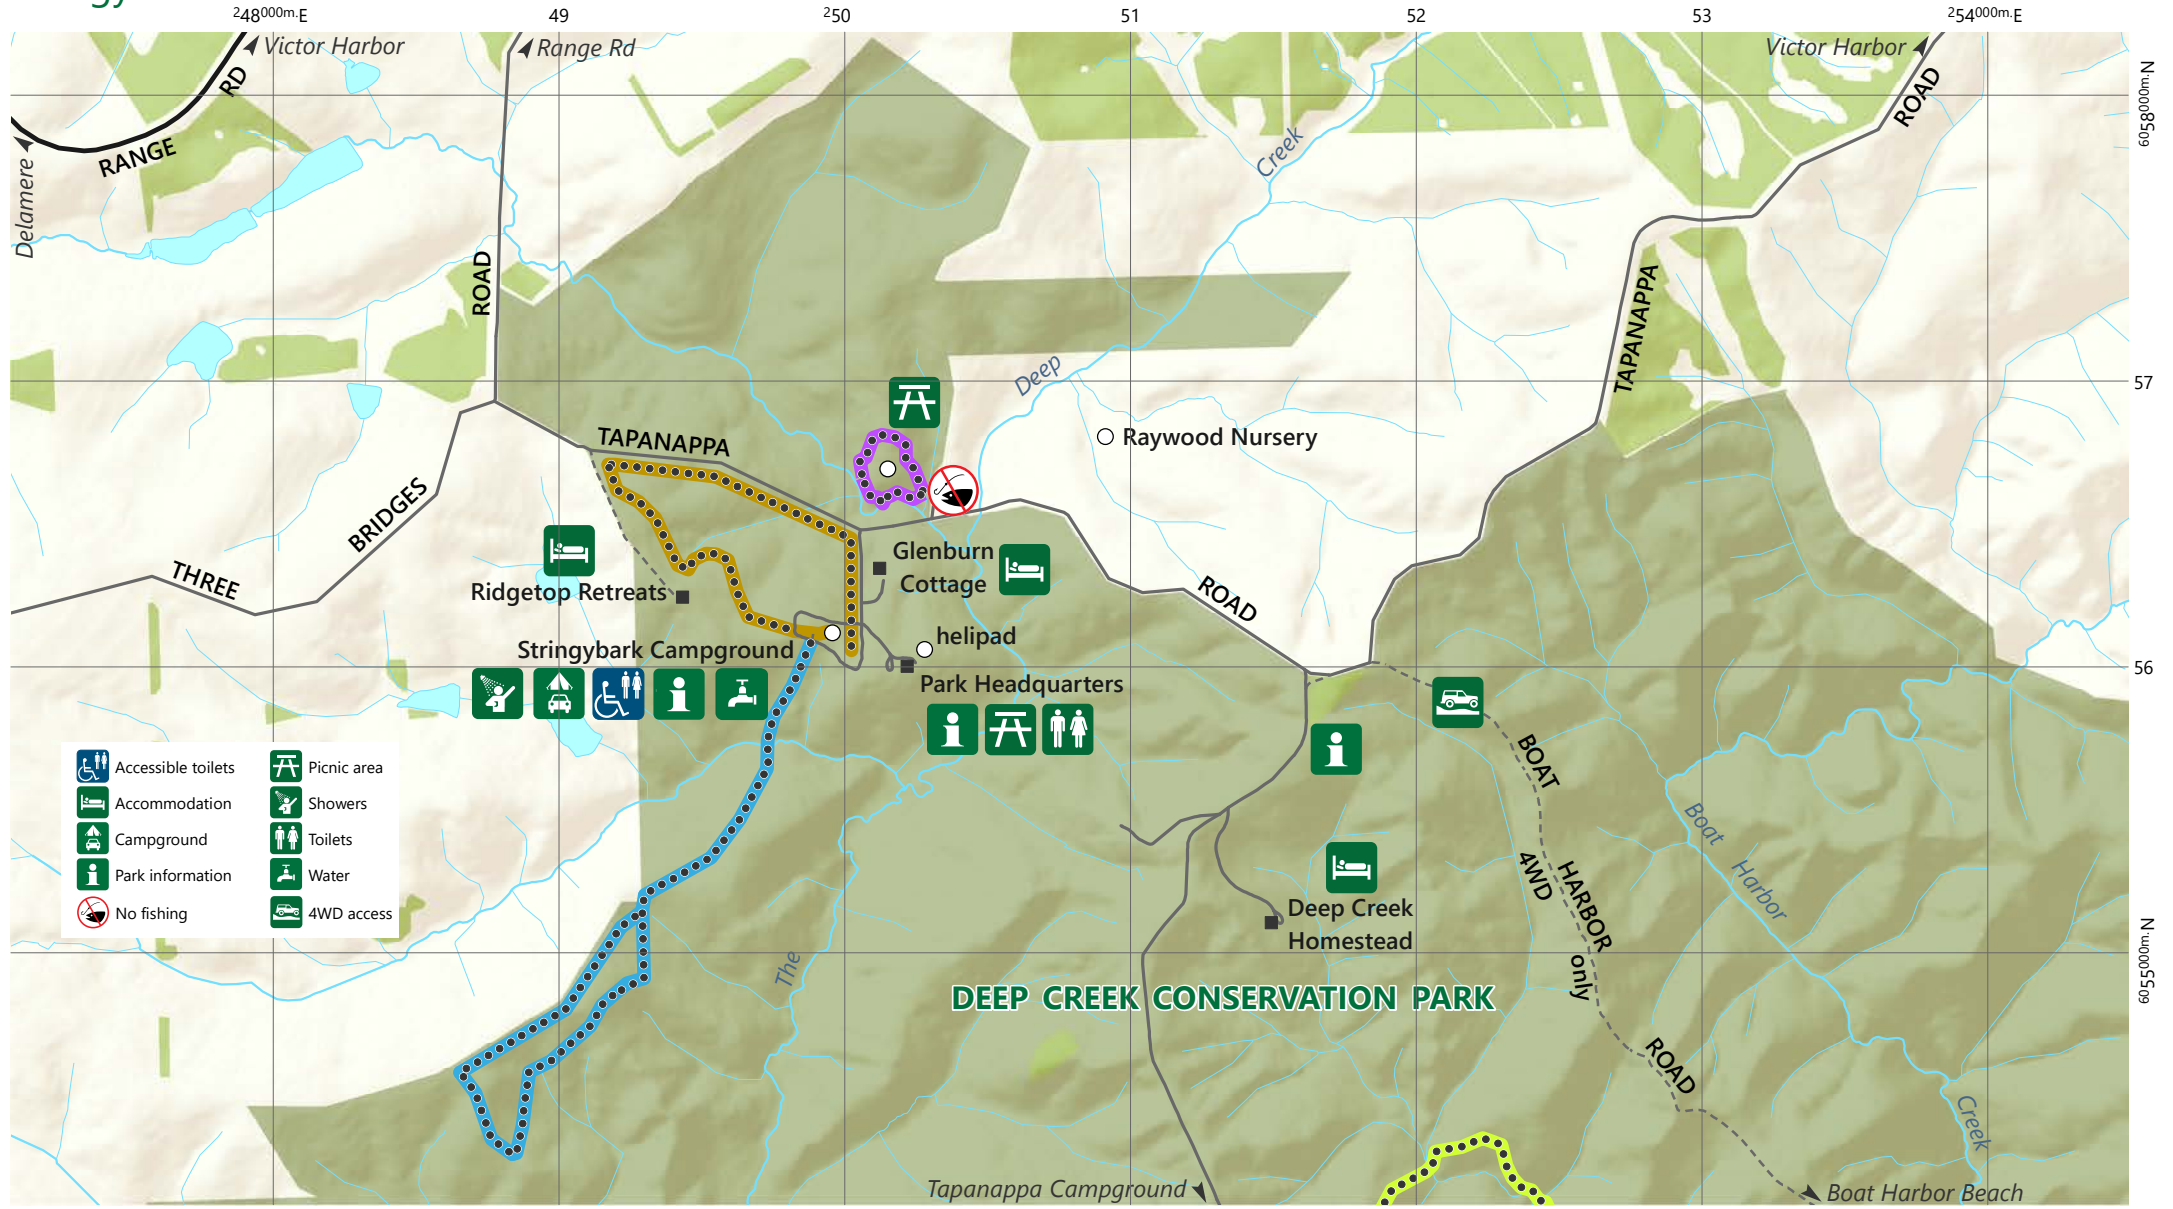 gy
248000m.E
49
250
51
52
53
254000m.E
Victor Harbor
Range Rd
Victor Harbor
RANGE
RD
Delamere
ROAD
ROAD
6058000m.N
Creek
TAPANAPPA
Deep
57
TAPANAPPA
Raywood Nursery
BRIDGES
THREE
Glenburn
Cottage
Ridgetop Retreats
ROAD
helipad
Stringybark Campground
56
Park Headquarters
BOAT
HARBOR
4WD
only
ROAD
Boat
Harbor
Creek
Accessible toilets
Accommodation
Campground
Park information
No fishing
Picnic area
Showers
Toilets
Water
4WD access
Deep Creek
Homestead
The
6055000m.N
DEEP CREEK CONSERVATION PARK
Tapanappa Campground
Boat Harbor Beach